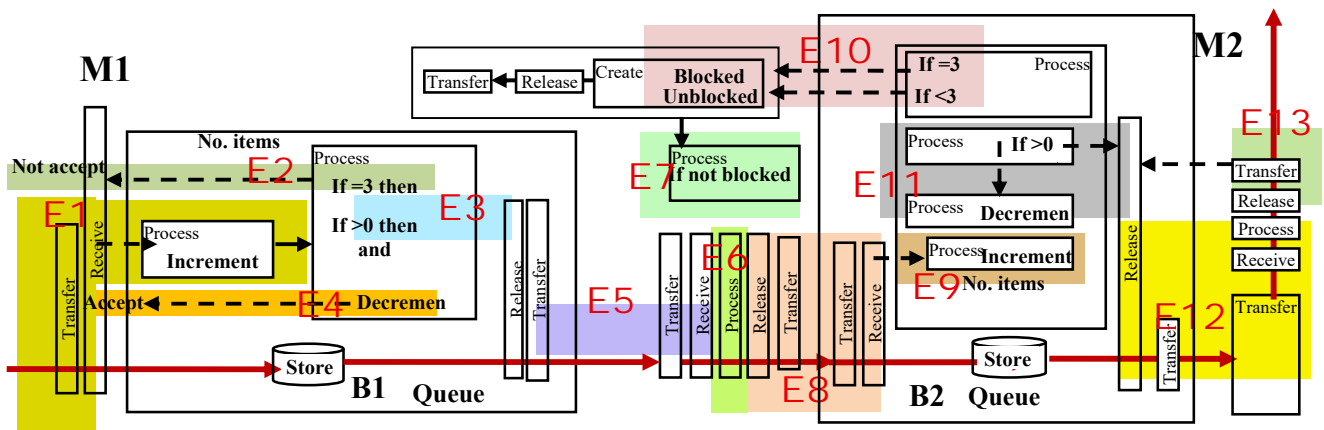 M1
Not accept
E1
Transfer
Receive
No. items
E2
Process
If =3 then
If >0 then
and
E3
Process
Increment
Accept
E4
Decremen
Store
B1
Queue
Release
Transfer
E5
Transfer
Release
Create
Blocked
Unblocked
E10
E7
Process
If not blocked
Transfer
Receive
E6
Process
Release
Transfer
E8
Transfer
Receive
If =3
If <3
Process
Process
If >0
E11
Process
Decremen
Process
Increment
E9
No. items
Store
B2
Queue
Release
M2
E13
Transfer
Release
Process
Receive
Transfer
E12
Transfer